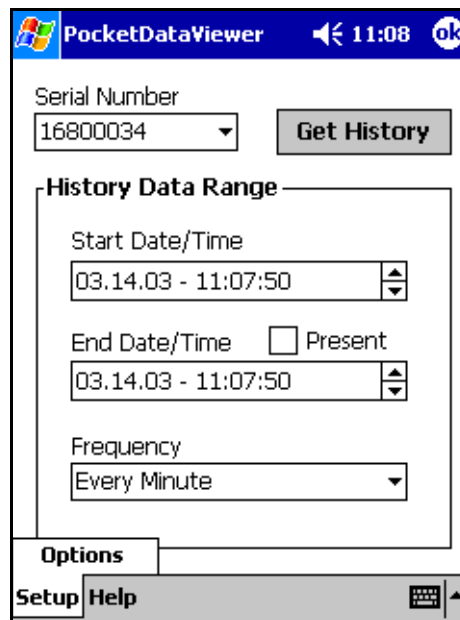 PocketDataViewer 11:08 ok
Serial Number
16800034 Get History
History Data Range
Start Date/Time
03.14.03 - 11:07:50
End Date/Time Present
03.14.03 - 11:07:50
Frequency
Every Minute
Options
Setup Help